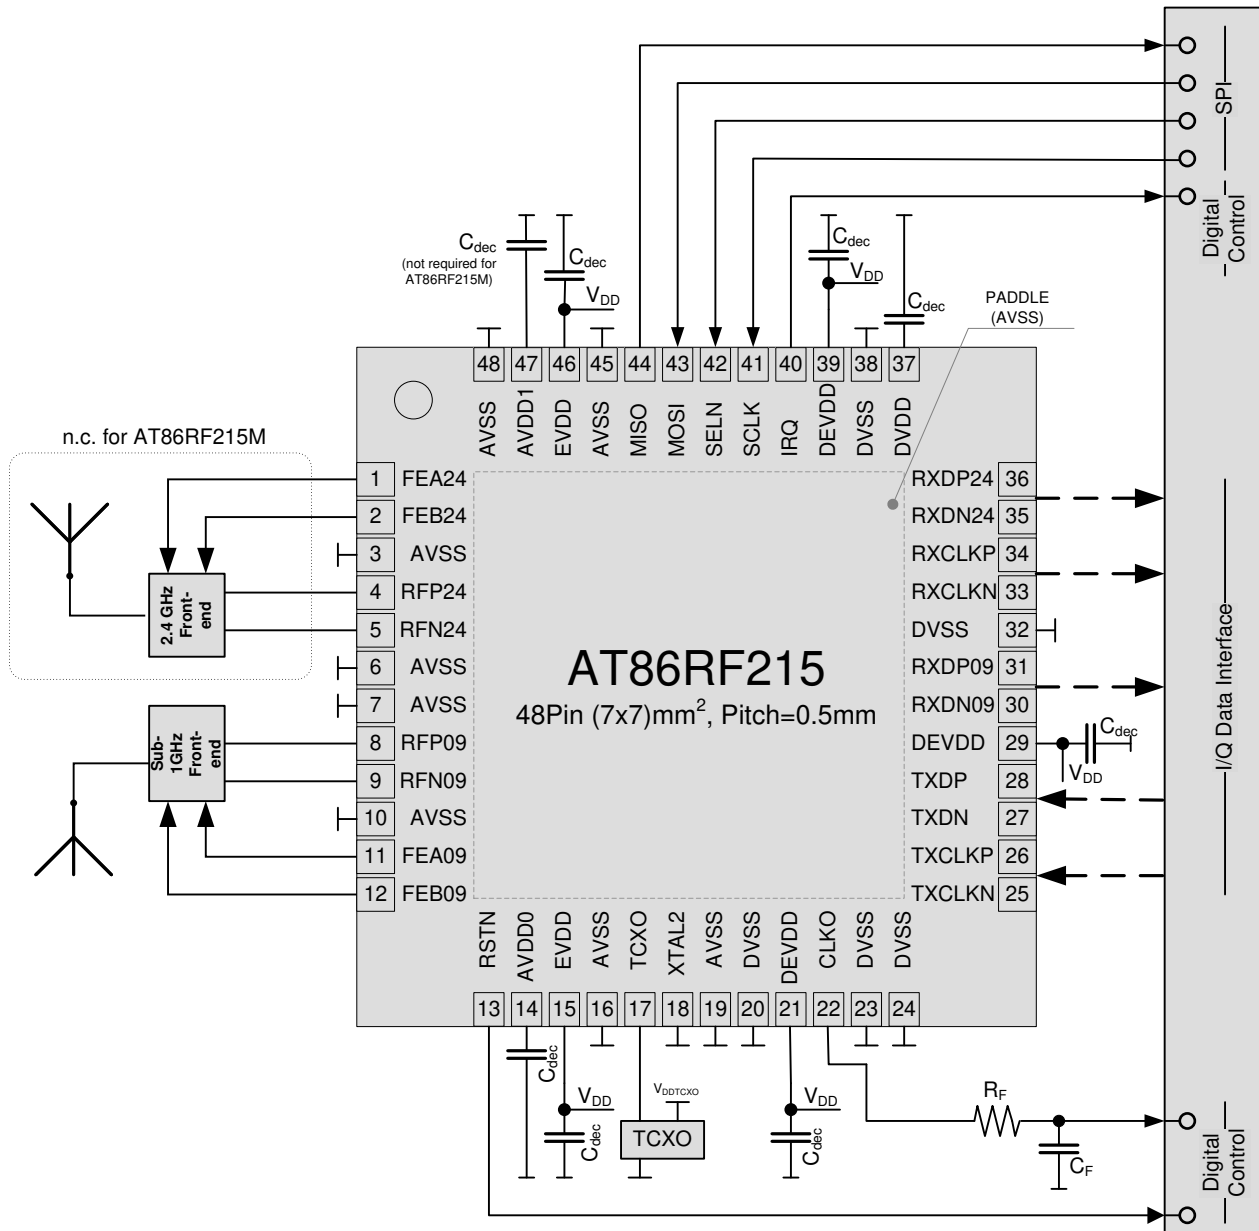 SPI
Digital
Control
C_dec
(not required for
AT86RF215M)
C_dec
V_DD
C_dec
V_DD
C_dec
PADDLE
(AVSS)
48 47 46 45 44 43 42 41 40 39 38 37
AVSS AVDD1 EVDD AVSS MISO MOSI SELN SCLK IRQ DEVDD DVSS DVDD
n.c. for AT86RF215M
2.4 GHz
Front-
end
Sub-
1GHz
Front-
end
1 FEA24
2 FEB24
3 AVSS
4 RFP24
5 RFN24
6 AVSS
7 AVSS
8 RFP09
9 RFN09
10 AVSS
11 FEA09
12 FEB09
AT86RF215
48Pin (7x7)mm², Pitch=0.5mm
RXDP24 36
RXDN24 35
RXCLKP 34
RXCLKN 33
DVSS 32
RXDP09 31
RXDN09 30
DEVDD 29
TXDP 28
TXDN 27
TXCLKP 26
TXCLKN 25
C_dec
V_DD
I/Q Data Interface
RSTN AVDD0 EVDD AVSS TCXO XTAL2 AVSS DVSS DEVDD CLKO DVSS DVSS
13 14 15 16 17 18 19 20 21 22 23 24
C_dec
V_DD
C_dec
V_DDTCXO
TCXO
V_DD
C_dec
R_F
C_F
Digital
Control